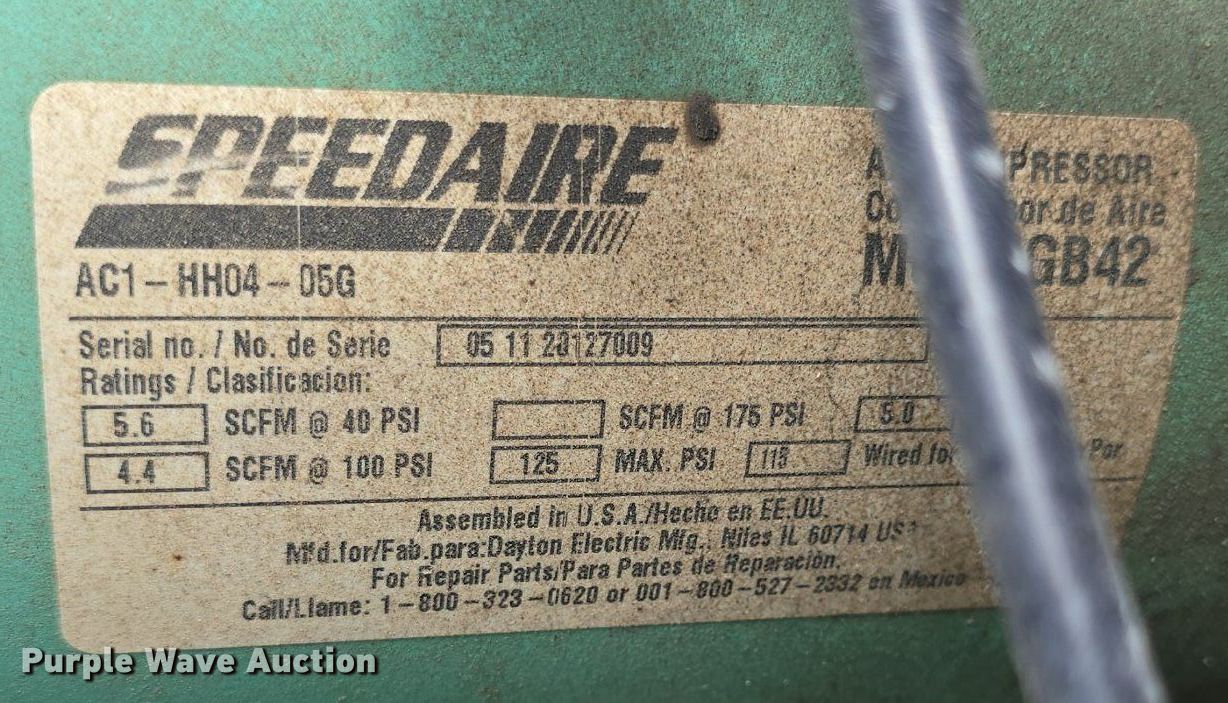 SPEEDAIRE
PRESSOR
or de Aire
AC1-HH04-05G
GB42
Serial no. / No. de Serie 05 11 20127009
Ratings / Clasificacion:
5.6 SCFM @ 40 PSI SCFM @ 175 PSI 5.0
4.4 SCFM @ 100 PSI 125 MAX. PSI 115 Wired for Por
Assembled in U.S.A./Hecho en EE.UU.
Mfd.for/Fab.para:Dayton Electric Mfg., Niles IL 60714 US
For Repair Parts/Para Partes de Reparación.
Call/Llame: 1-800-323-0620 or 001-800-527-2332 en Mexico
Purple Wave Auction